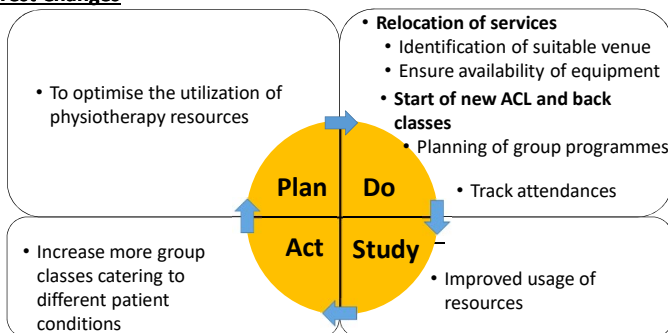 • To optimise the utilization of
physiotherapy resources
• Relocation of services
• Identification of suitable venue
• Ensure availability of equipment
• Start of new ACL and back
classes
• Planning of group programmes
• Track attendances
Plan
Do
Act
Study
• Increase more group
classes catering to
different patient
conditions
• Improved usage of
resources